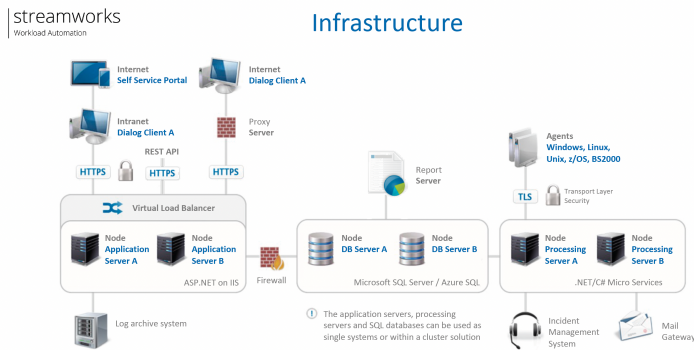 streamworks
Workload Automation
Infrastructure
Internet
Self Service Portal
Internet
Dialog Client A
Intranet
Dialog Client A
Proxy
Server
REST API
HTTPS
HTTPS
HTTPS
Report
Server
Agents
Windows, Linux,
Unix, z/OS, BS2000
TLS
Transport Layer
Security
Virtual Load Balancer
Node
Application
Server A
Node
Application
Server B
ASP.NET on IIS
Firewall
Node
DB Server A
Node
DB Server B
Microsoft SQL Server / Azure SQL
Node
Processing
Server A
Node
Processing
Server B
.NET/C# Micro Services
Log archive system
The application servers, processing
servers and SQL databases can be used as
single systems or within a cluster solution
Incident
Management
System
Mail
Gateway